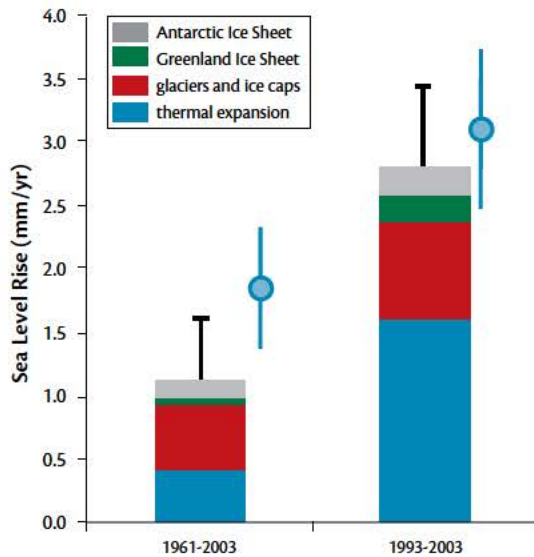 4.0
3.5
3.0
2.5
2.0
1.5
1.0
0.5
0.0
Sea Level Rise (mm/yr)
Antarctic Ice Sheet
Greenland Ice Sheet
glaciers and ice caps
thermal expansion
1961-2003
1993-2003